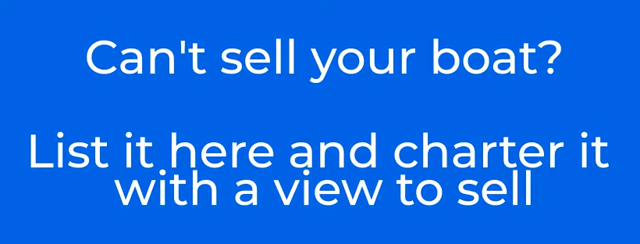 Can't sell your boat?
List it here and charter it
with a view to sell